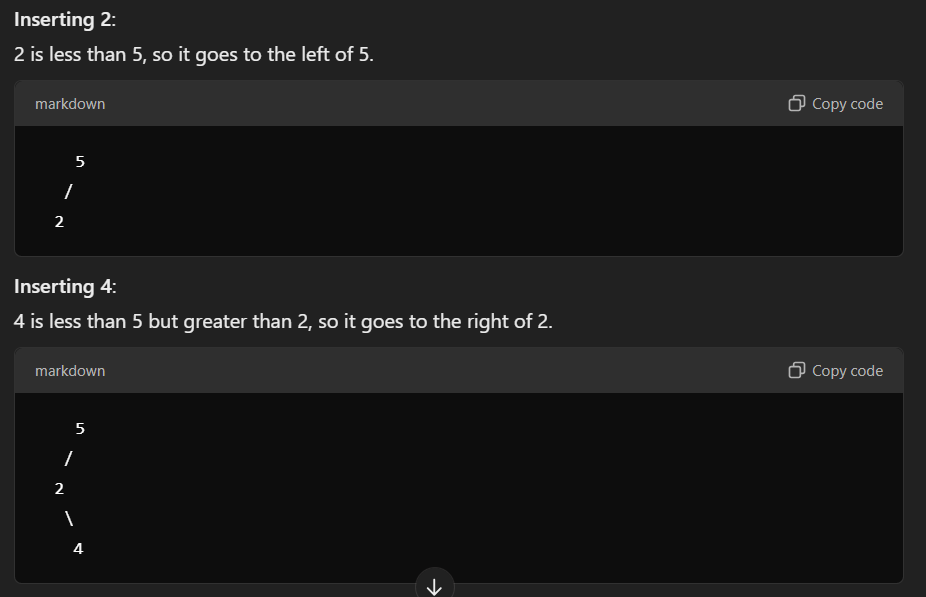 Inserting 2:
2 is less than 5, so it goes to the left of 5.
markdown Copy code
5
/
2
Inserting 4:
4 is less than 5 but greater than 2, so it goes to the right of 2.
markdown Copy code
5
/
2
\
4